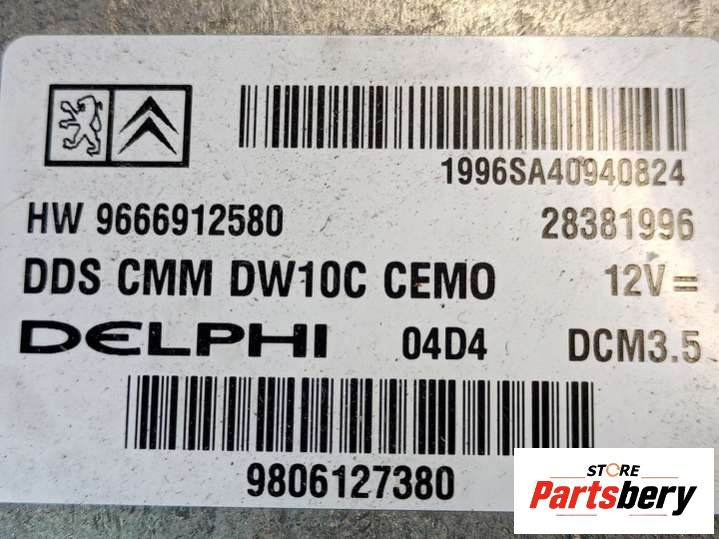 1996SA40940824
HW 9666912580 28381996
DDS CMM DW10C CEMO 12V =
DELPHI 04D4 DCM3.5
9806127380
STORE
Partsbery